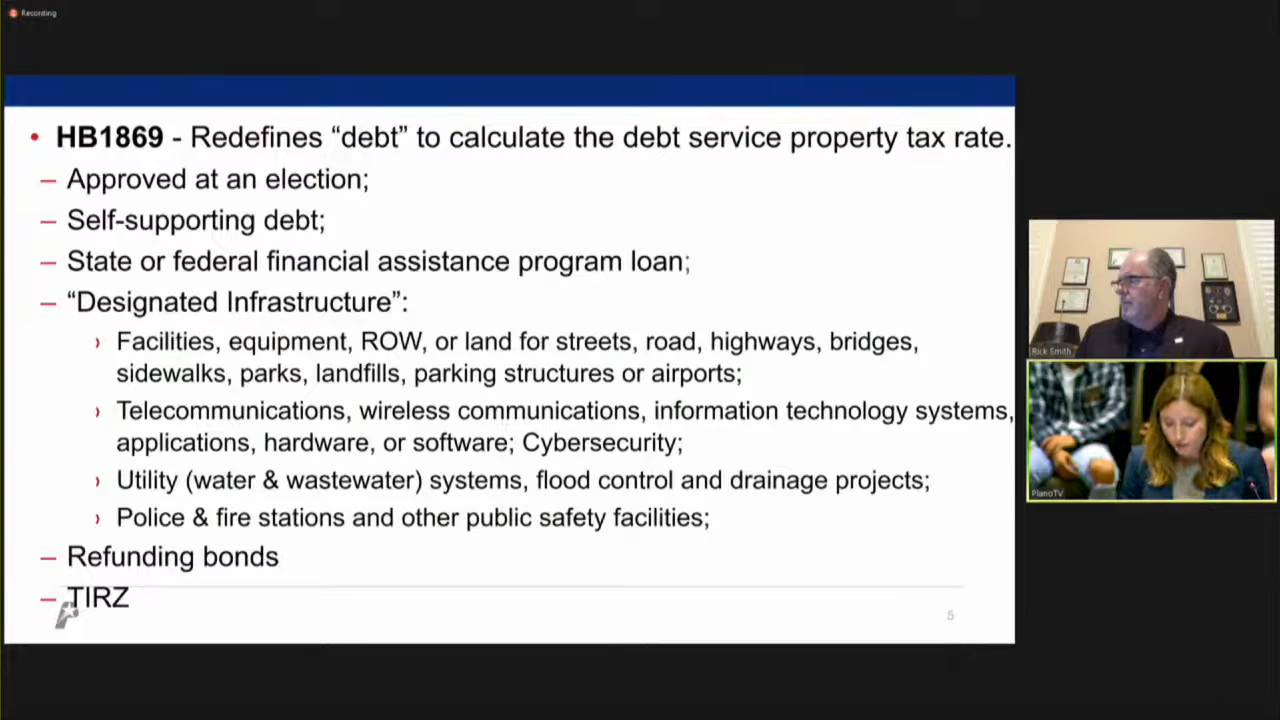 Recording
• HB1869 - Redefines “debt” to calculate the debt service property tax rate.
– Approved at an election;
– Self-supporting debt;
– State or federal financial assistance program loan;
– “Designated Infrastructure”:
› Facilities, equipment, ROW, or land for streets, road, highways, bridges,
sidewalks, parks, landfills, parking structures or airports;
› Telecommunications, wireless communications, information technology systems,
applications, hardware, or software; Cybersecurity;
› Utility (water & wastewater) systems, flood control and drainage projects;
› Police & fire stations and other public safety facilities;
– Refunding bonds
– TIRZ
5
Rick Smith
PlanoTV